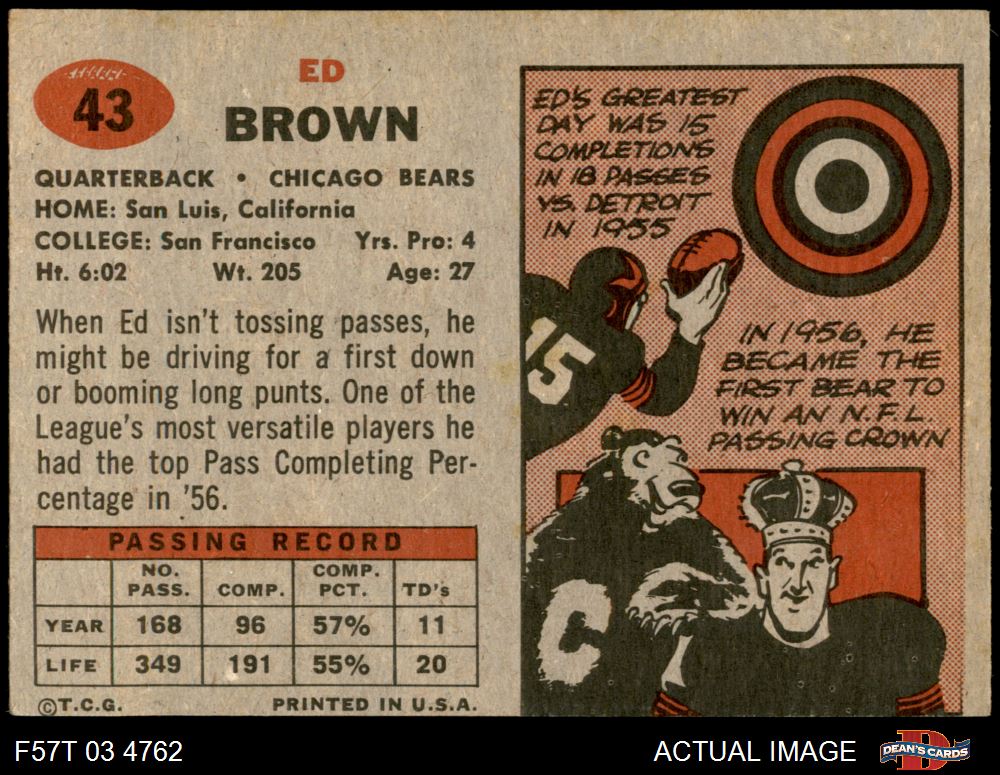 43
ED
BROWN
QUARTERBACK • CHICAGO BEARS
HOME: San Luis, California
COLLEGE: San Francisco Yrs. Pro: 4
Ht. 6:02 Wt. 205 Age: 27
When Ed isn't tossing passes, he
might be driving for a first down
or booming long punts. One of the
League's most versatile players he
had the top Pass Completing Per-
centage in '56.
PASSING RECORD
NO. PASS. COMP. COMP. PCT. TD's
YEAR 168 96 57% 11
LIFE 349 191 55% 20
©T.C.G. PRINTED IN U.S.A.
ED'S GREATEST
DAY WAS 15
COMPLETIONS
IN 18 PASSES
VS. DETROIT
IN 1955
15
IN 1956, HE
BECAME THE
FIRST BEAR TO
WIN AN N.F.L.
PASSING CROWN
C
F57T 03 4762 ACTUAL IMAGE DEAN'S CARDS